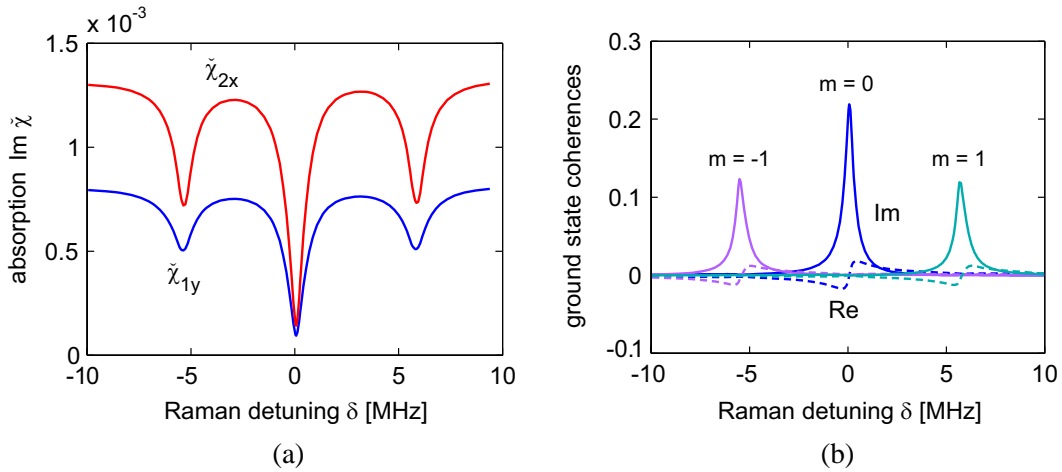 x 10⁻³
1.5
1
0.5
0
-10
-5
0
5
10
absorption Im χ̌
χ̌2x
χ̌1y
Raman detuning δ [MHz]
(a)
0.3
0.2
0.1
0
-0.1
-10
-5
0
5
10
ground state coherences
m = 0
m = -1
m = 1
Im
Re
Raman detuning δ [MHz]
(b)